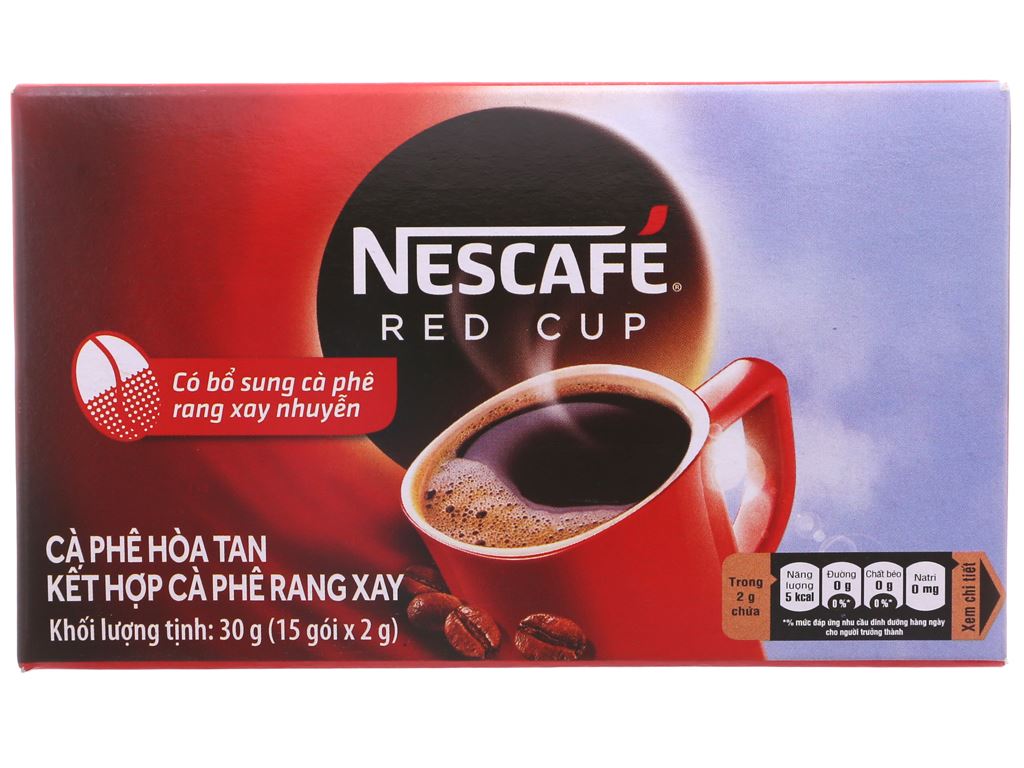 NESCAFÉ®
RED CUP
Có bổ sung cà phê
rang xay nhuyễn
CÀ PHÊ HÒA TAN
KẾT HỢP CÀ PHÊ RANG XAY
Khối lượng tịnh: 30 g (15 gói x 2 g)
Trong
2 g
chứa
Năng
lượng
5 kcal
Đường
0 g
0 %*
Chất béo
0 g
0 %*
Natri
0 mg
*% mức đáp ứng nhu cầu dinh dưỡng hàng ngày
cho người trưởng thành
Xem chi tiết